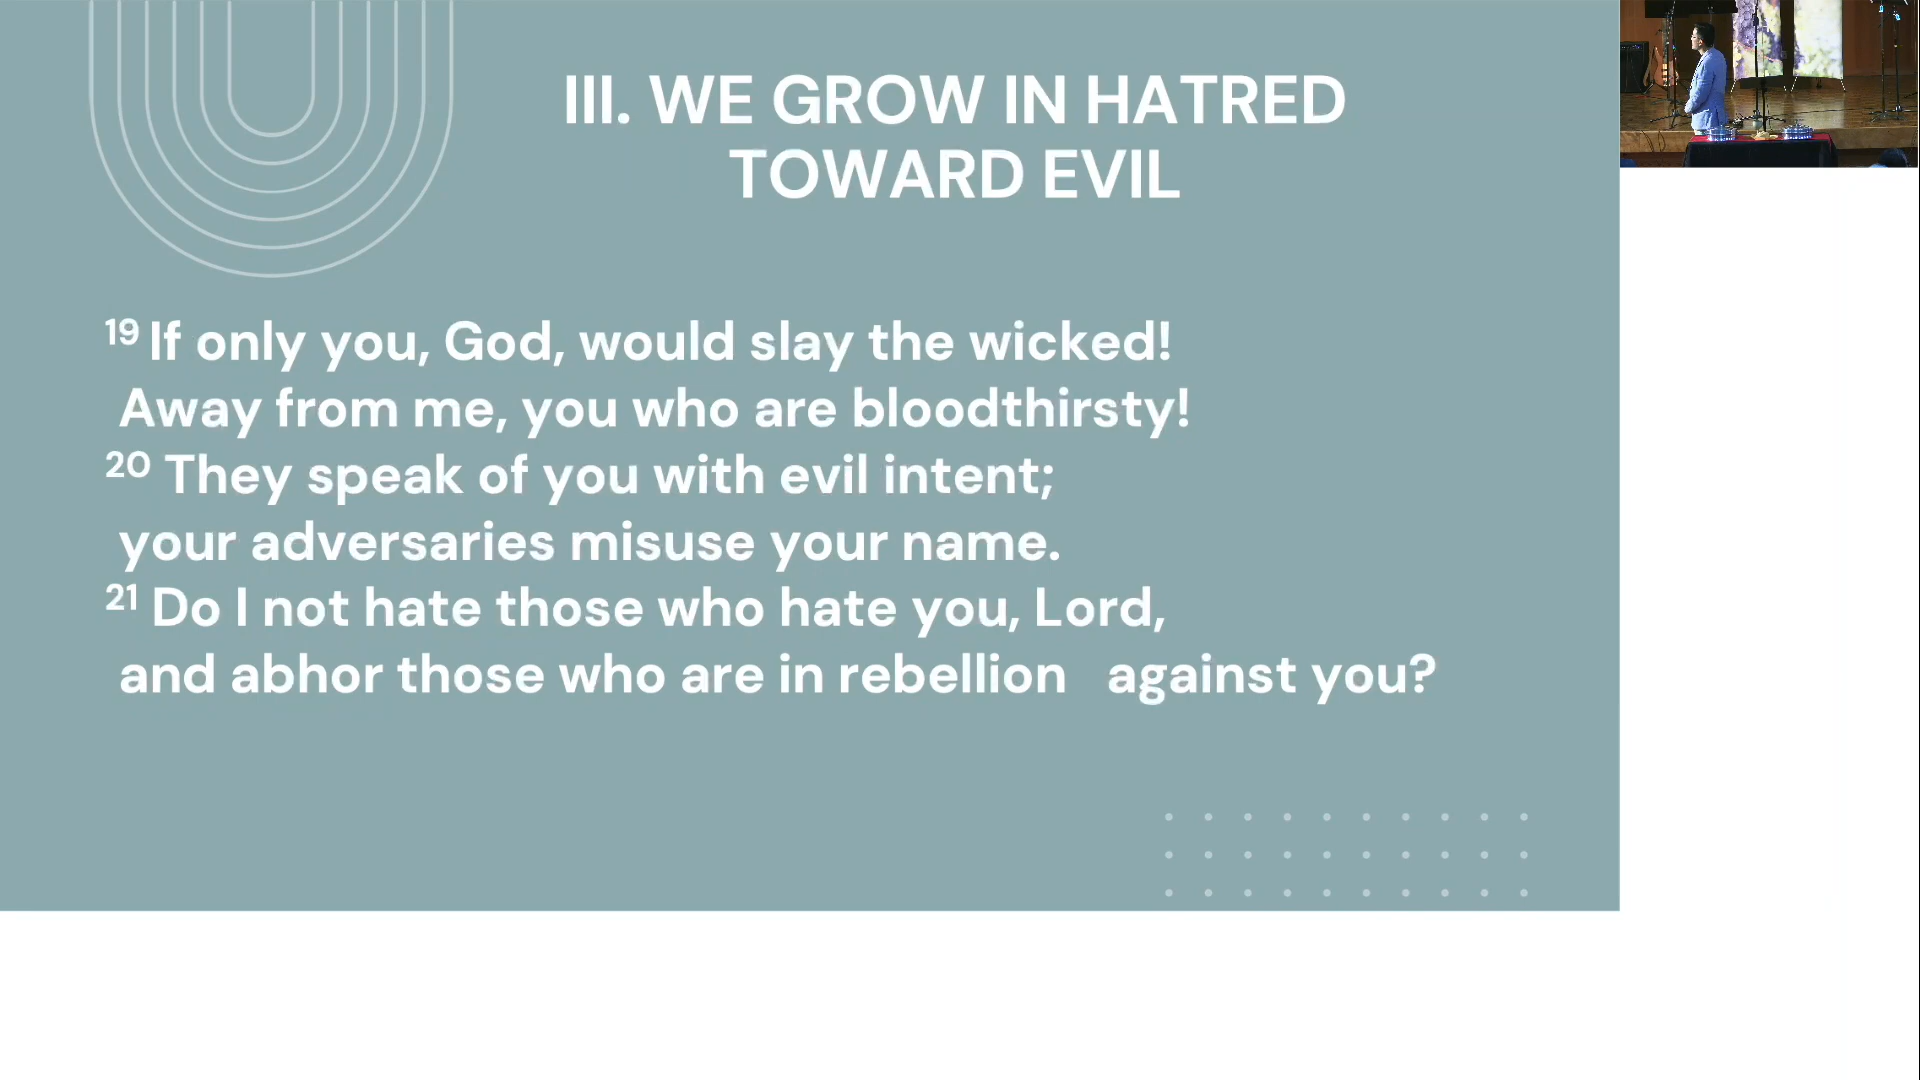 III. WE GROW IN HATRED
TOWARD EVIL
19 If only you, God, would slay the wicked!
Away from me, you who are bloodthirsty!
20 They speak of you with evil intent;
your adversaries misuse your name.
21 Do I not hate those who hate you, Lord,
and abhor those who are in rebellion against you?